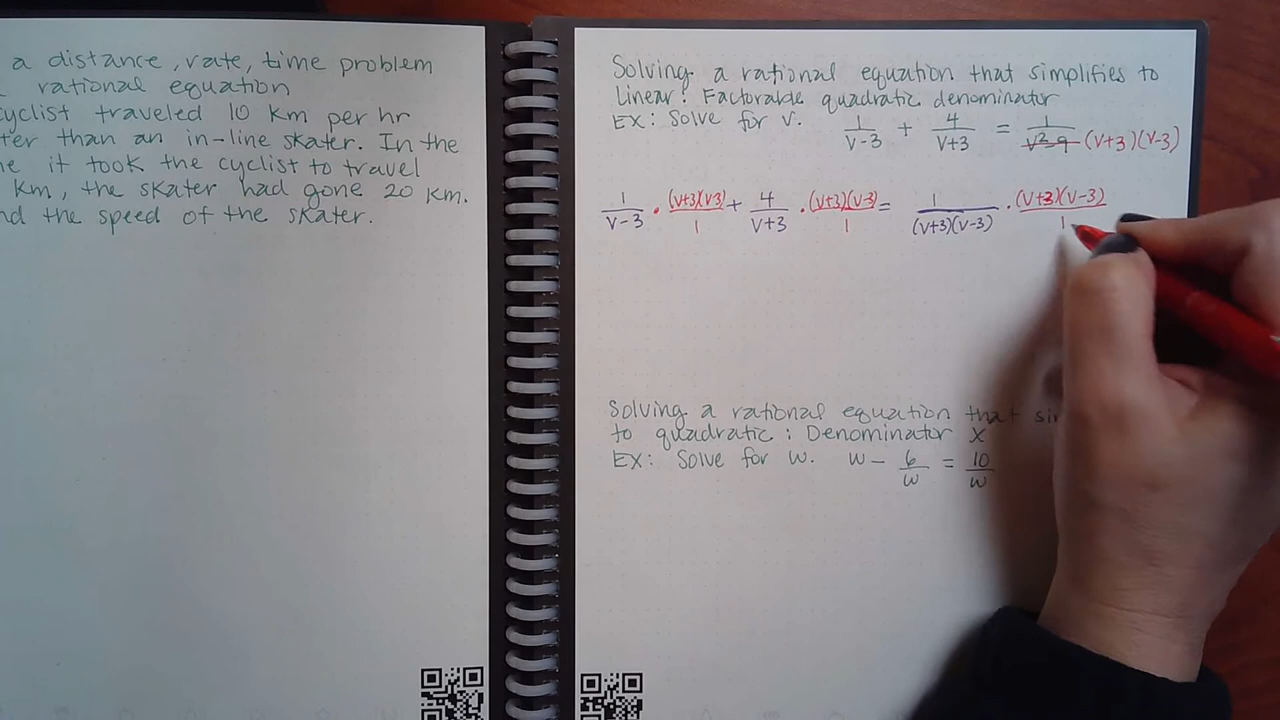 a distance, rate, time problem
rational equation
yclist traveled 10 km per hr
ter than an in-line skater. In the
e it took the cyclist to travel
km, the skater had gone 20 km.
nd the speed of the skater.
Solving a rational equation that simplifies to
linear: Factorable quadratic denominator
EX: Solve for v. 1/(v-3) + 4/(v+3) = 1/(v²-9) (v+3)(v-3)
1/(v-3) · (v+3)(v-3)/1 + 4/(v+3) · (v+3)(v-3)/1 = 1/((v+3)(v-3)) · (v+3)(v-3)/1
Solving a rational equation that si
to quadratic: Denominator x
EX: Solve for w. w - 6/w = 10/w